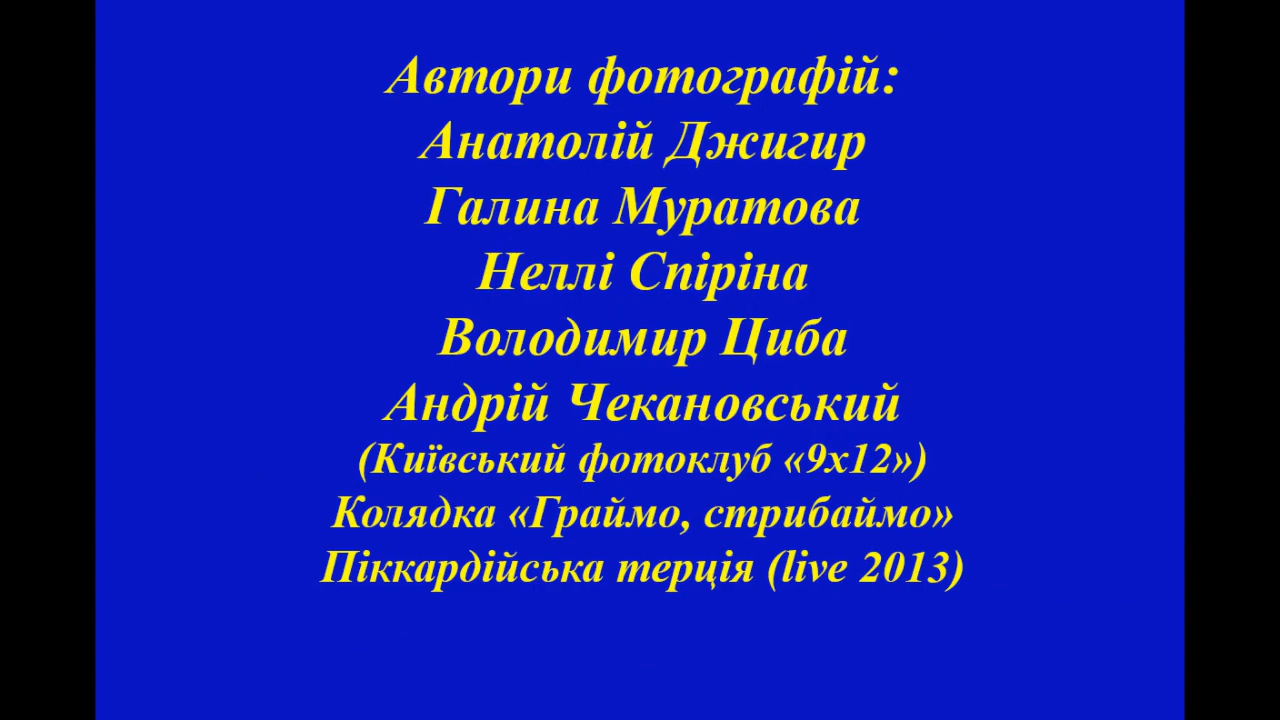 Автори фотографій:
Анатолій Джигир
Галина Муратова
Неллі Спіріна
Володимир Циба
Андрій Чекановський
(Київський фотоклуб «9х12»)
Колядка «Граймо, стрибаймо»
Піккардійська терція (live 2013)